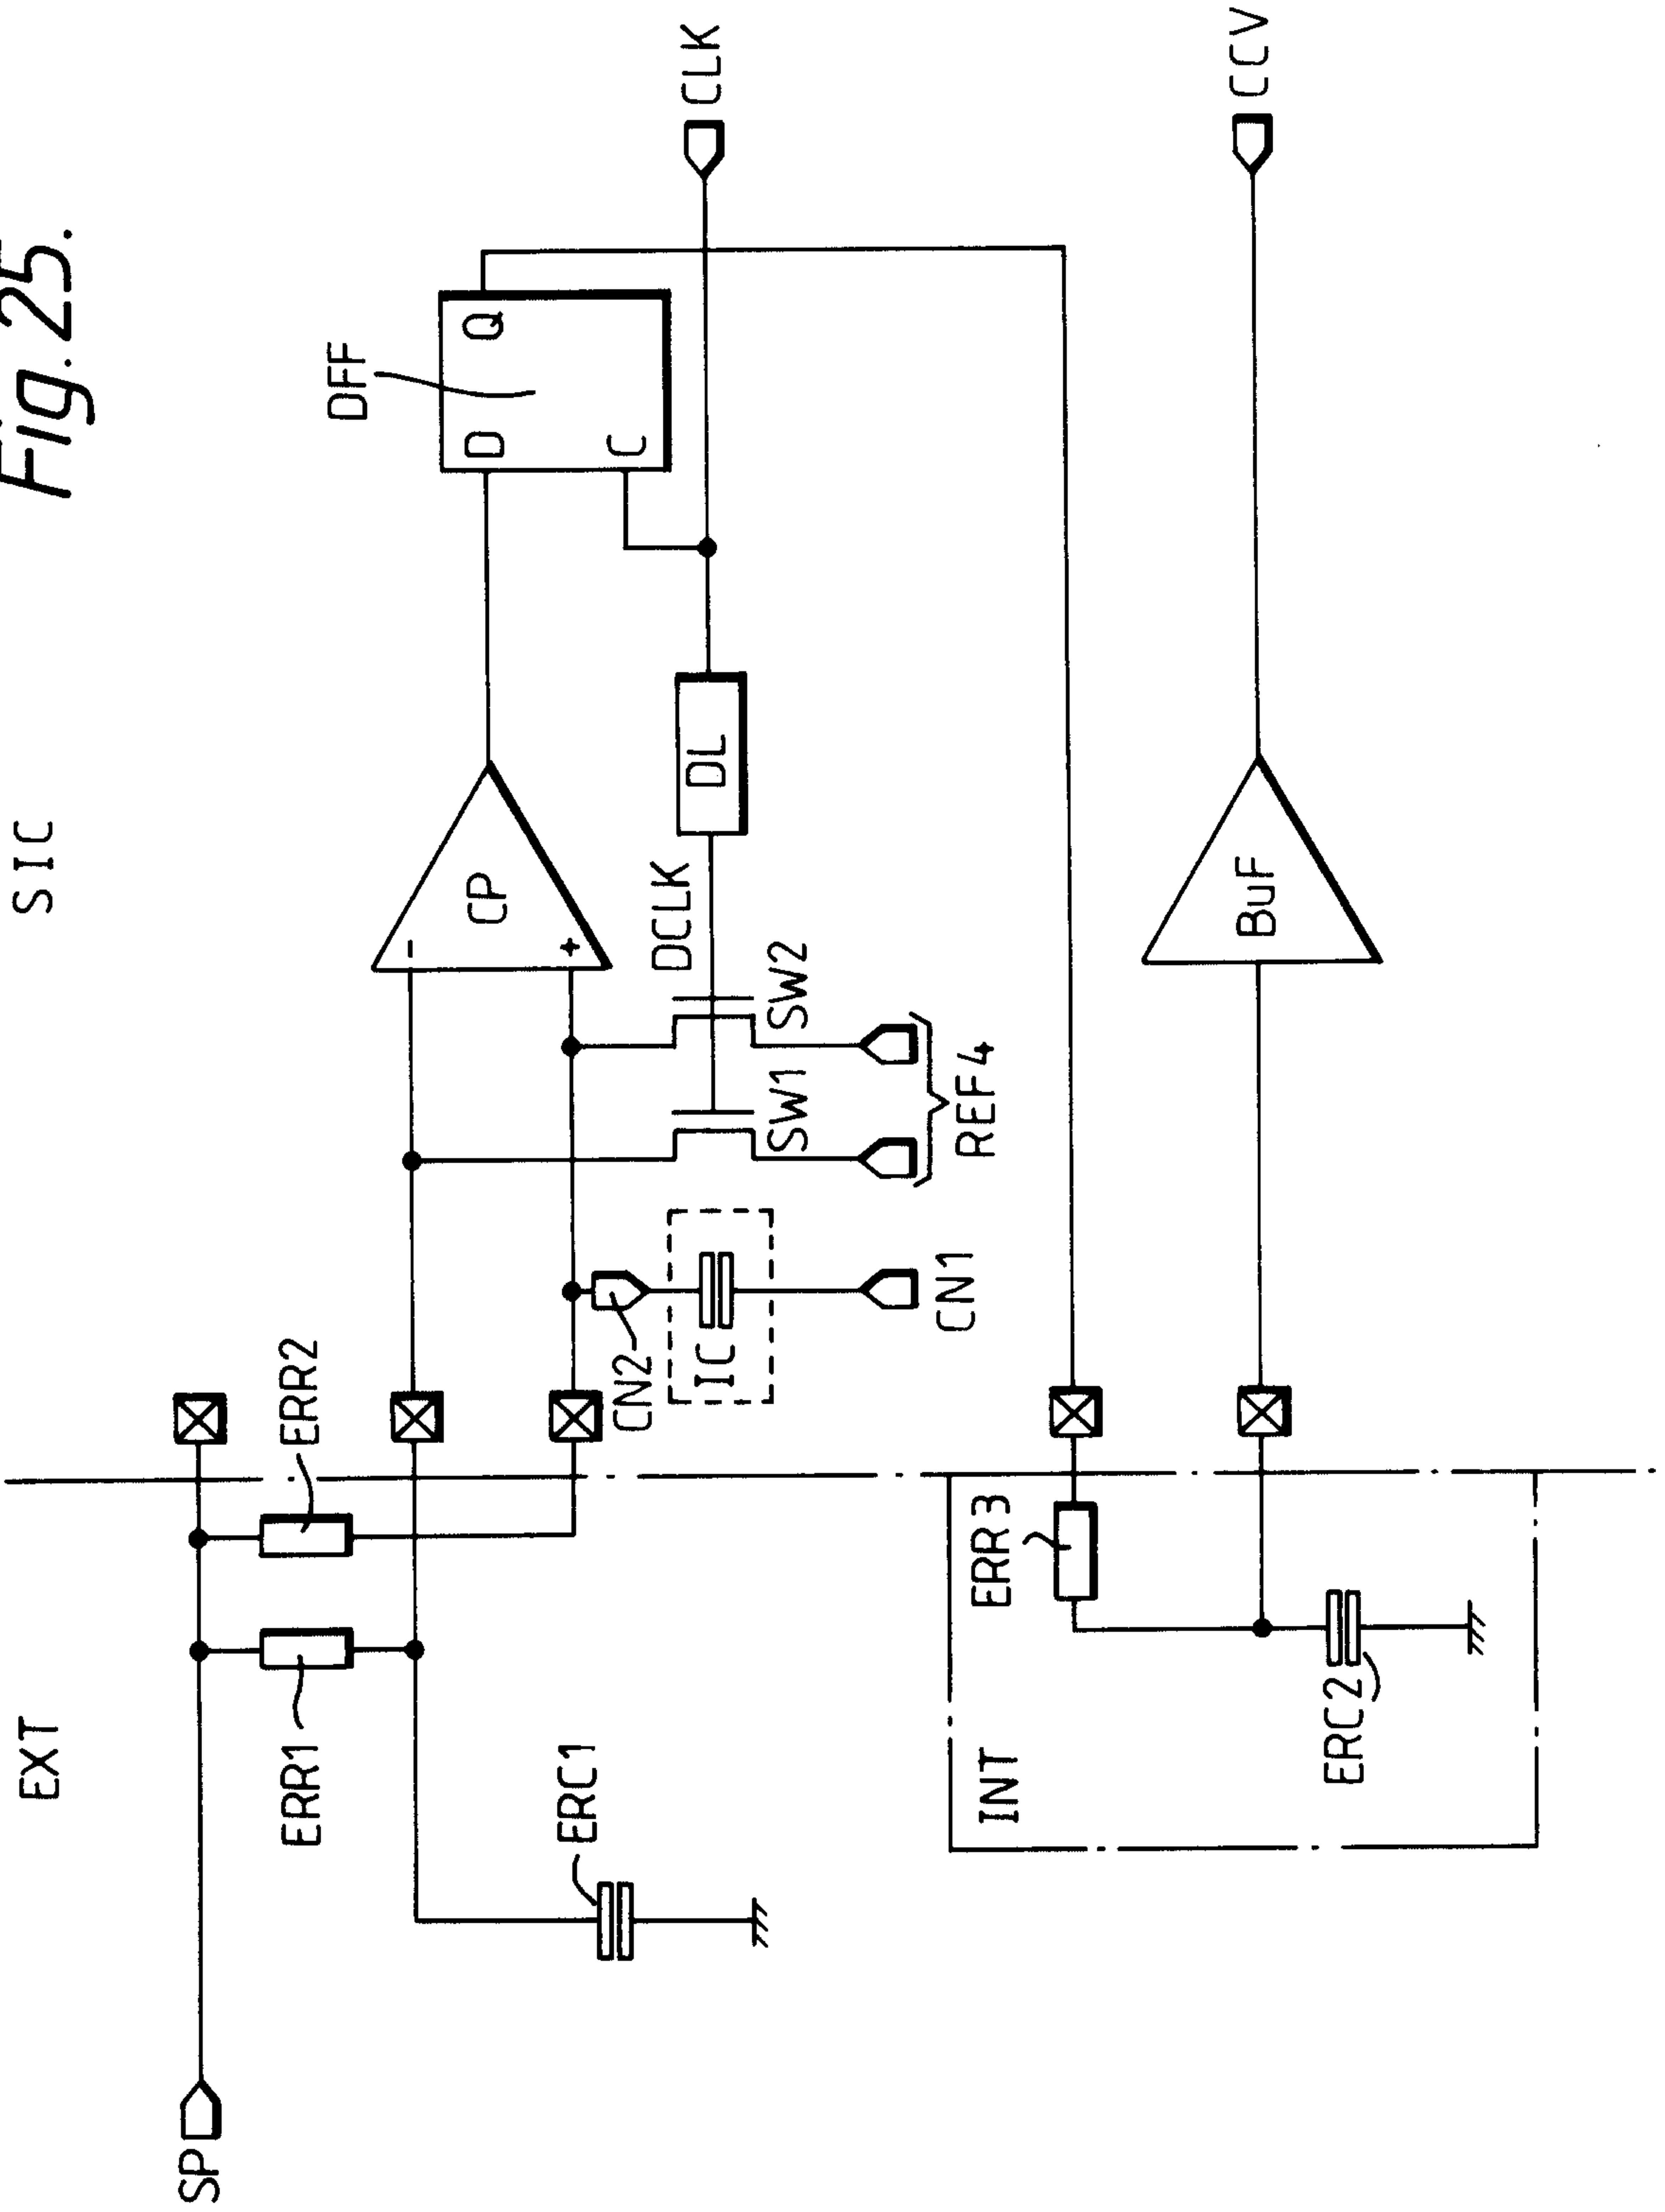 Fig. 25.
EXT
SIC
SP
ERR1
ERR2
ERC1
-
+
CP
D
Q
C
DFF
CLK
DL
DCLK
SW1
SW2
REF4
CN2
IC
CN1
INT
ERR3
ERC2
BuF
CCV